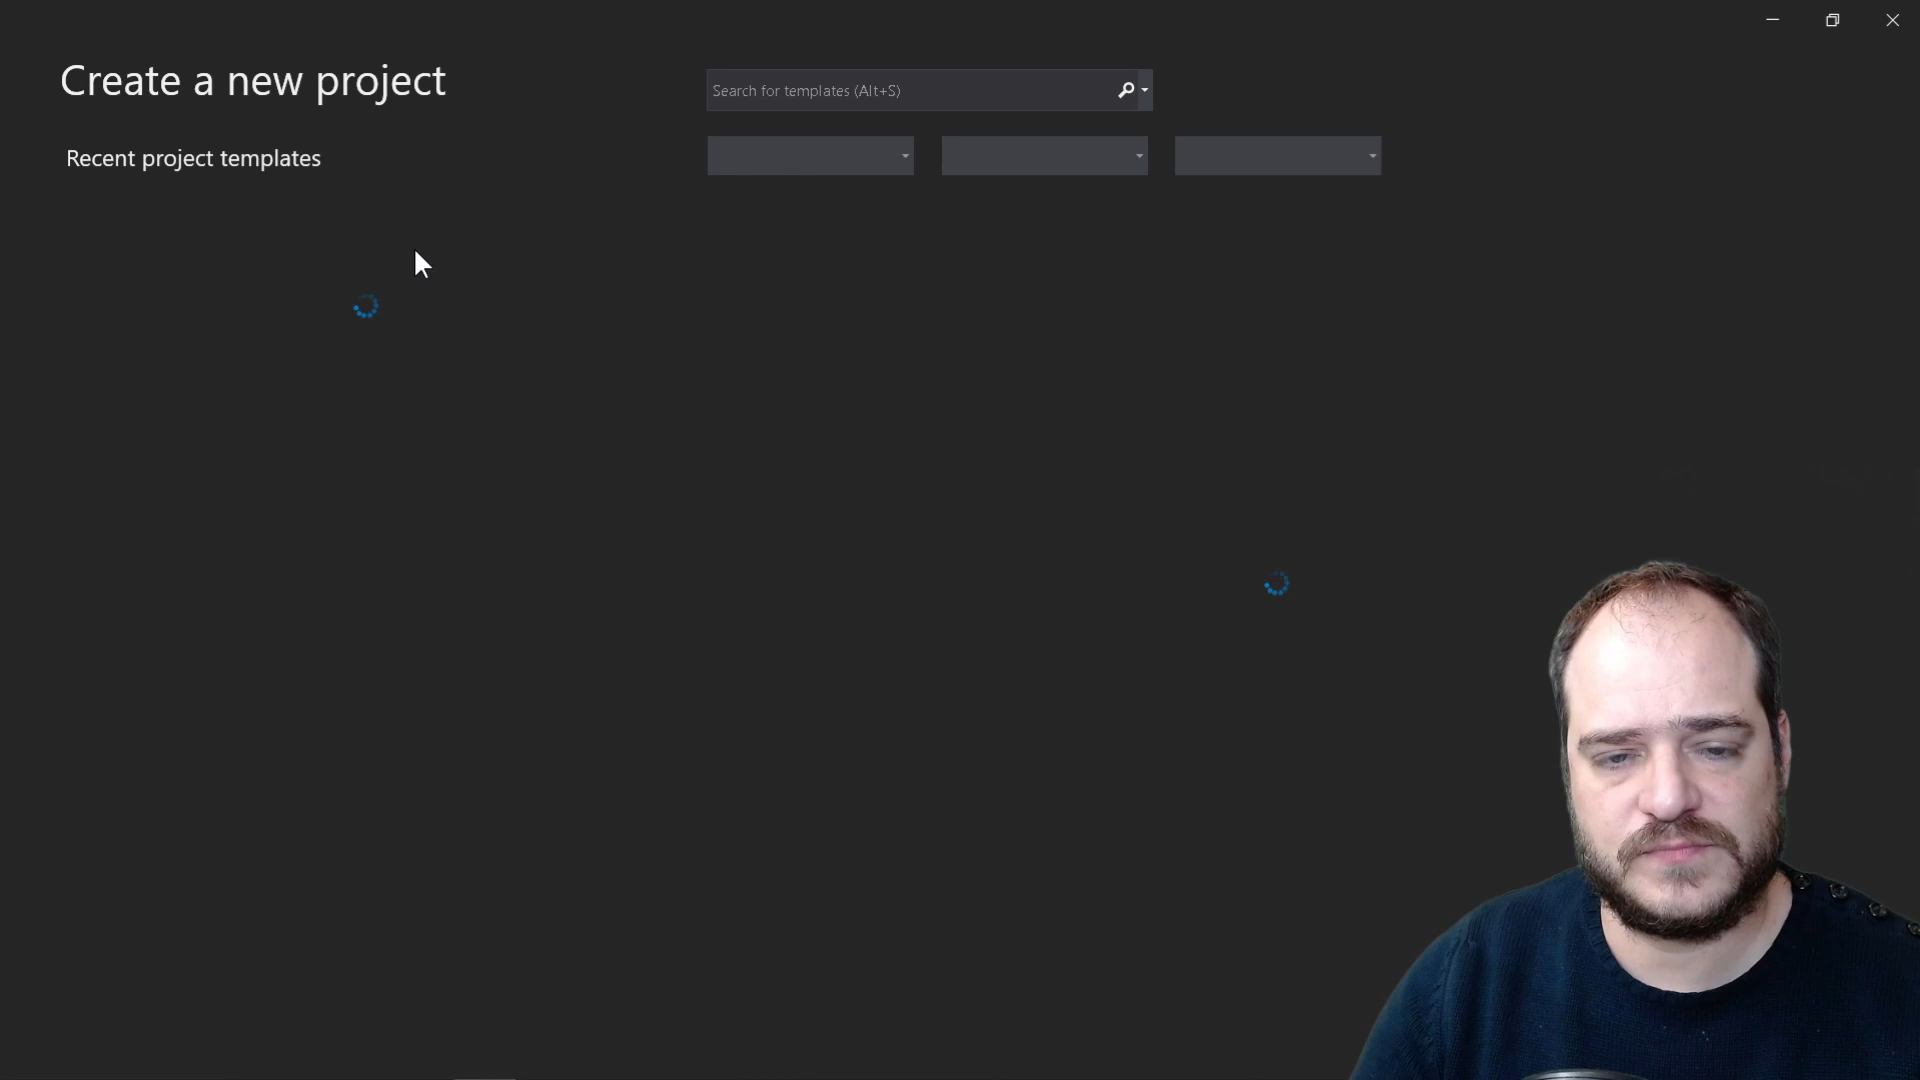 Create a new project
Search for templates (Alt+S)
Recent project templates